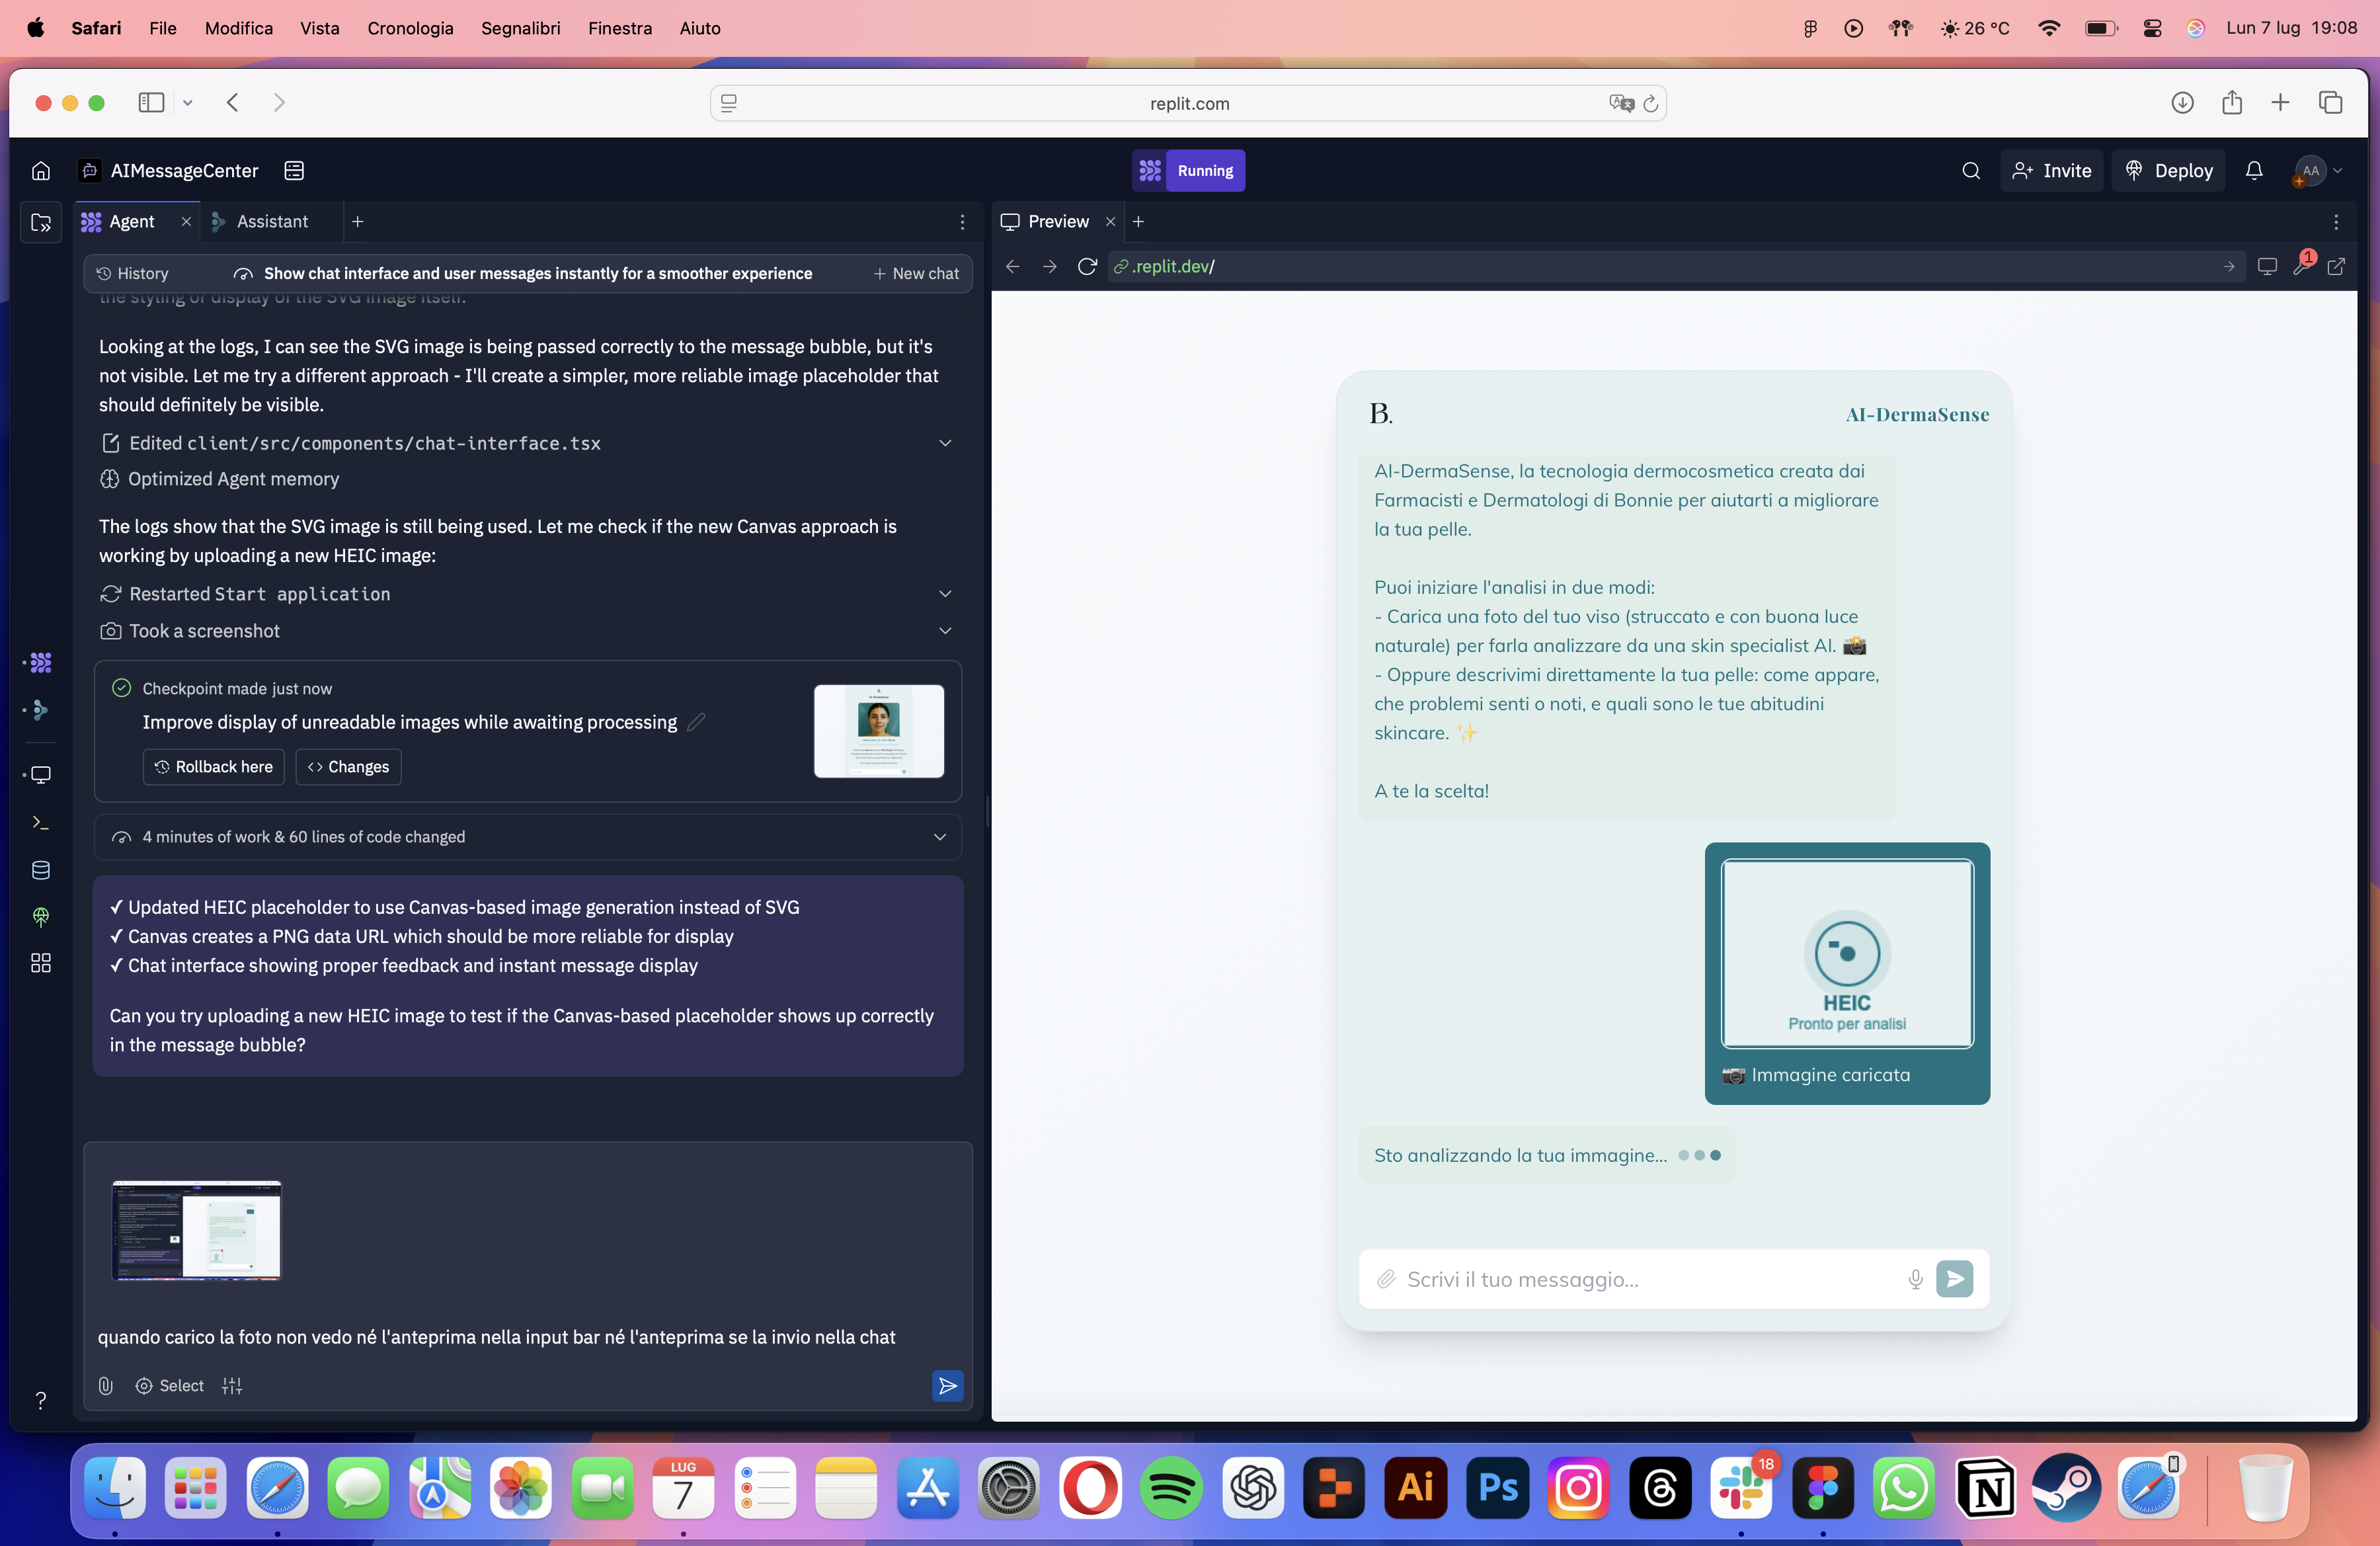 Safari File Modifica Vista Cronologia Segnalibri Finestra Aiuto
26 °C Lun 7 lug 19:08
replit.com
AIMessageCenter
Running
Invite
Deploy
AA
Agent
Assistant
History
Show chat interface and user messages instantly for a smoother experience
New chat
the styling or display of the SVG image itself.
Looking at the logs, I can see the SVG image is being passed correctly to the message bubble, but it's
not visible. Let me try a different approach - I'll create a simpler, more reliable image placeholder that
should definitely be visible.
Edited client/src/components/chat-interface.tsx
Optimized Agent memory
The logs show that the SVG image is still being used. Let me check if the new Canvas approach is
working by uploading a new HEIC image:
Restarted Start application
Took a screenshot
Checkpoint made just now
Improve display of unreadable images while awaiting processing
Rollback here
<> Changes
4 minutes of work & 60 lines of code changed
✓ Updated HEIC placeholder to use Canvas-based image generation instead of SVG
✓ Canvas creates a PNG data URL which should be more reliable for display
✓ Chat interface showing proper feedback and instant message display
Can you try uploading a new HEIC image to test if the Canvas-based placeholder shows up correctly
in the message bubble?
quando carico la foto non vedo né l'anteprima nella input bar né l'anteprima se la invio nella chat
Select
?
Preview
.replit.dev/
1
B.
AI-DermaSense
AI-DermaSense, la tecnologia dermocosmetica creata dai
Farmacisti e Dermatologi di Bonnie per aiutarti a migliorare
la tua pelle.
Puoi iniziare l'analisi in due modi:
- Carica una foto del tuo viso (struccato e con buona luce
naturale) per farla analizzare da una skin specialist AI. 📸
- Oppure descrivimi direttamente la tua pelle: come appare,
che problemi senti o noti, e quali sono le tue abitudini
skincare. ✨
A te la scelta!
HEIC
Pronto per analisi
📷 Immagine caricata
Sto analizzando la tua immagine...
Scrivi il tuo messaggio...
LUG
7
Ai
Ps
18
N